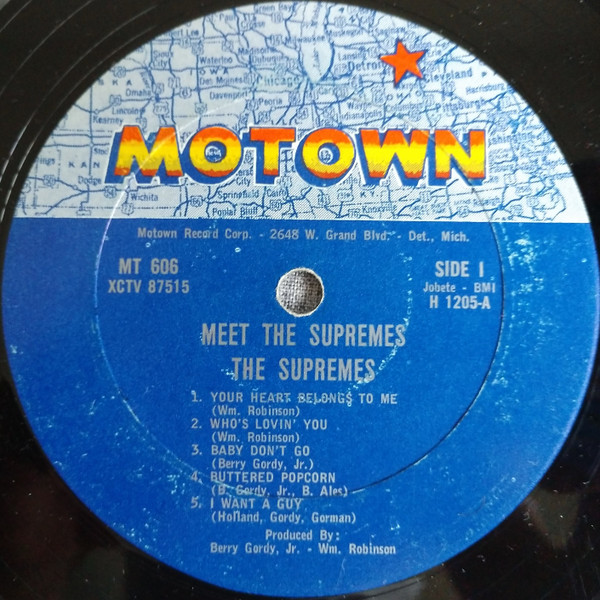 MOTOWN
Motown Record Corp. - 2648 W. Grand Blvd. - Det., Mich.
MT 606
XCTV 87515
SIDE 1
Jobete - BMI
H 1205-A
MEET THE SUPREMES
THE SUPREMES
1. YOUR HEART BELONGS TO ME
(Wm. Robinson)
2. WHO'S LOVIN' YOU
(Wm. Robinson)
3. BABY DON'T GO
(Berry Gordy, Jr.)
4. BUTTERED POPCORN
(B. Gordy, Jr., B. Ales)
5. I WANT A GUY
(Holland, Gordy, Gorman)
Produced By:
Berry Gordy, Jr. - Wm. Robinson